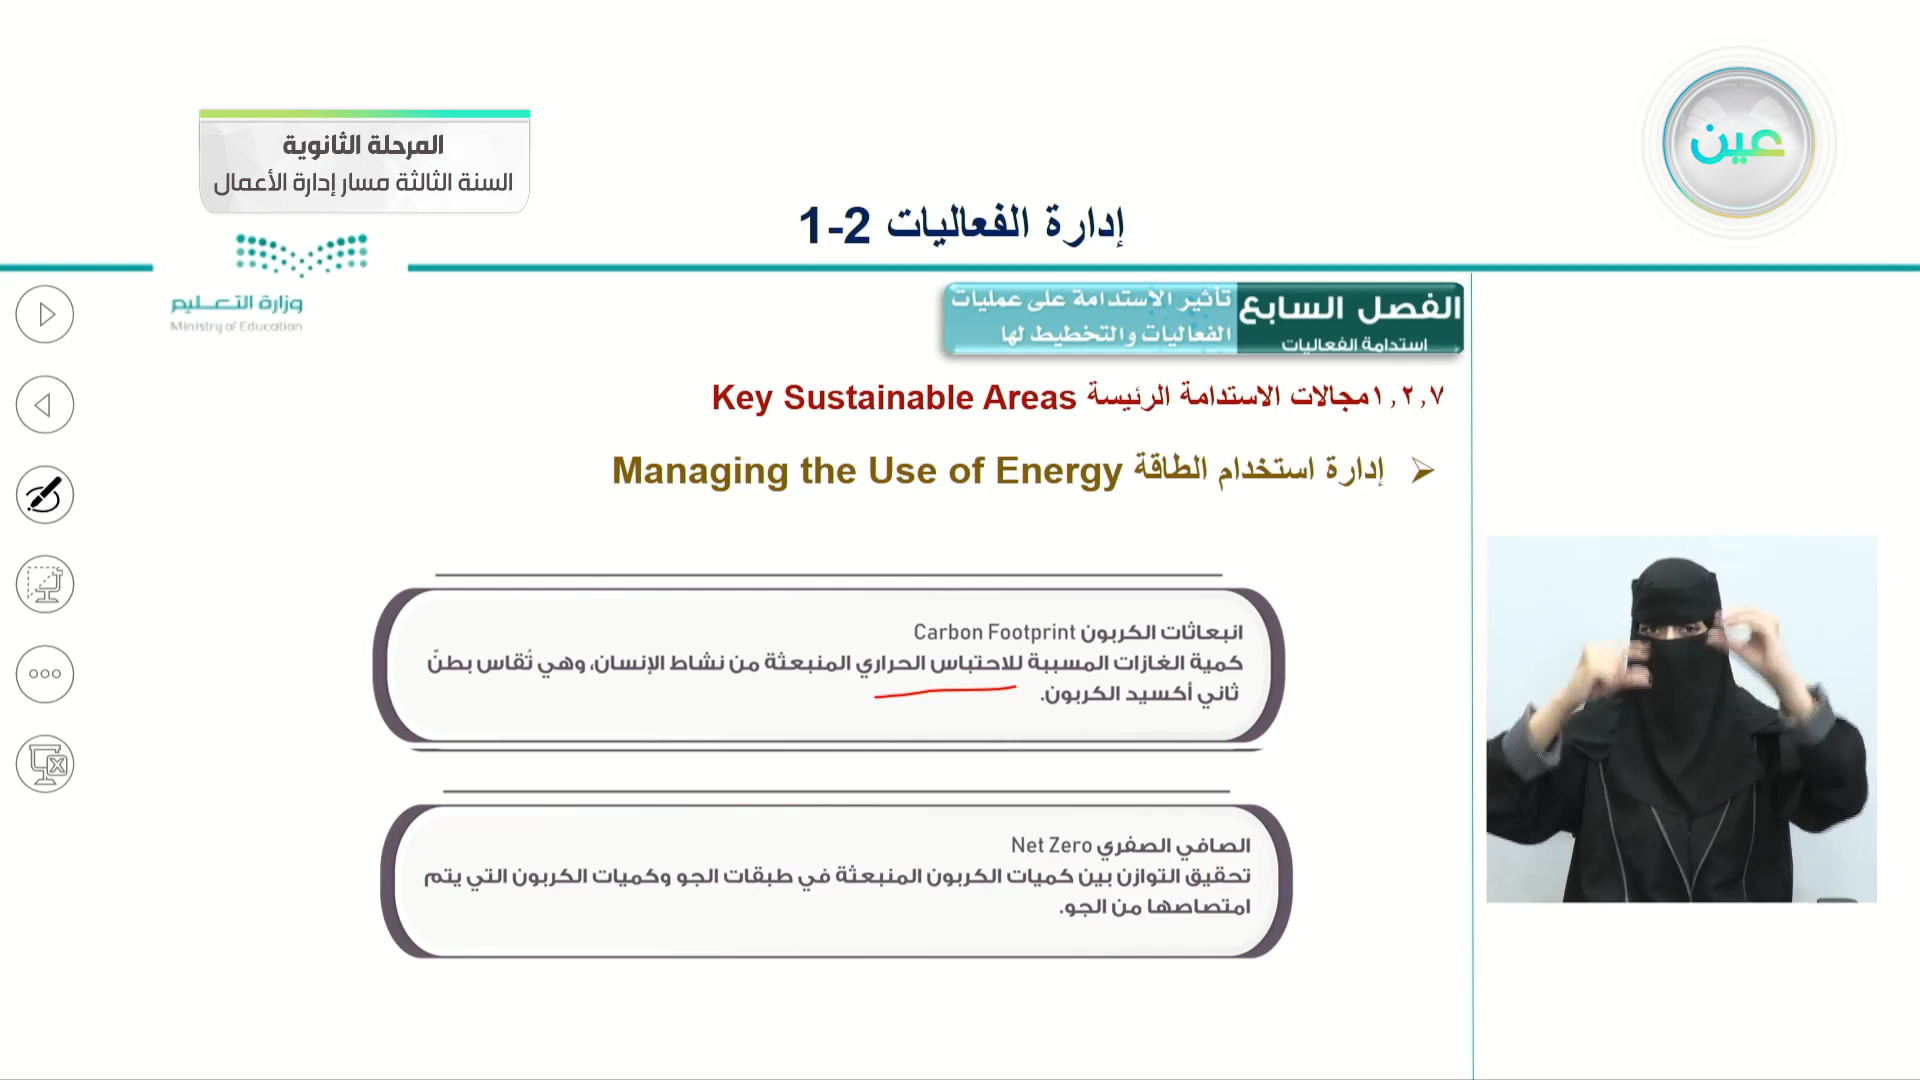 عين
المرحلة الثانوية
السنة الثالثة مسار إدارة الأعمال
إدارة الفعاليات 2-1
وزارة التعـــليم
Ministry of Education
الفصل السابع
استدامة الفعاليات
تأثير الاستدامة على عمليات
الفعاليات والتخطيط لها
١,٢,٧مجالات الاستدامة الرئيسة Key Sustainable Areas
إدارة استخدام الطاقة Managing the Use of Energy
انبعاثات الكربون Carbon Footprint
كمية الغازات المسببة للاحتباس الحراري المنبعثة من نشاط الإنسان، وهي تُقاس بطنّ
ثاني أكسيد الكربون.
الصافي الصفري Net Zero
تحقيق التوازن بين كميات الكربون المنبعثة في طبقات الجو وكميات الكربون التي يتم
امتصاصها من الجو.